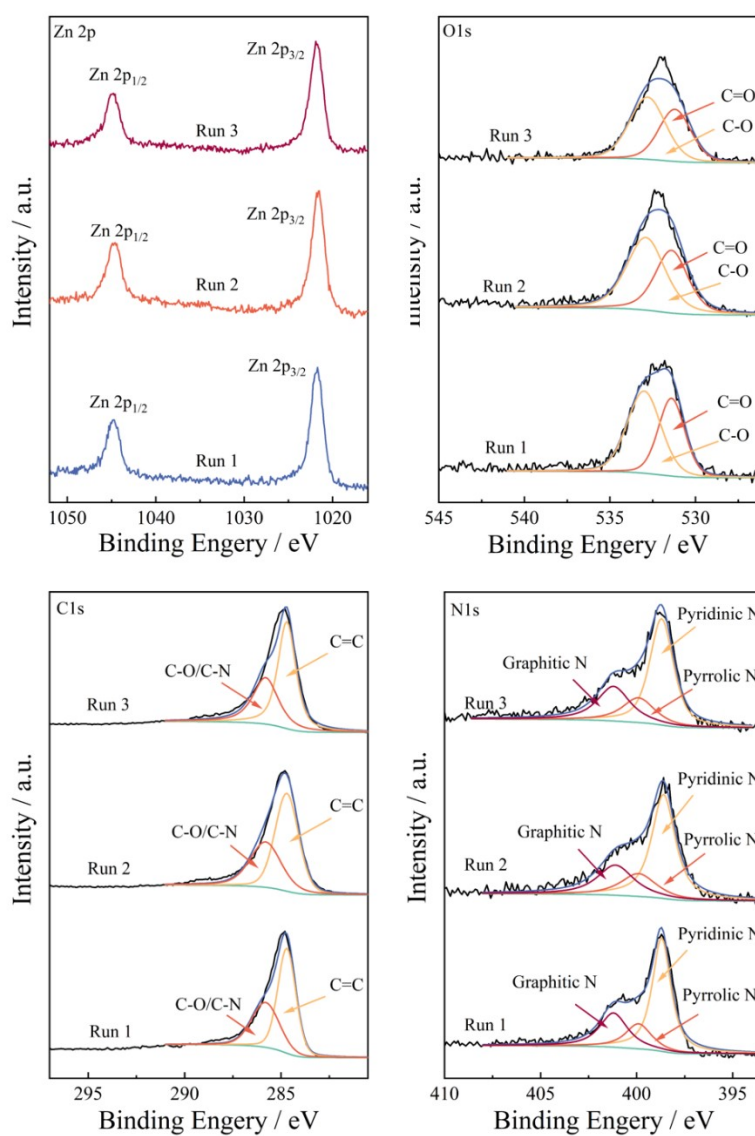 Zn 2p
Zn 2p1/2
Zn 2p3/2
Run 3
Zn 2p1/2
Zn 2p3/2
Run 2
Zn 2p1/2
Zn 2p3/2
Run 1
Intensity / a.u.
1050 1040 1030 1020
Binding Engery / eV
O1s
C=O
C-O
Run 3
C=O
C-O
Run 2
C=O
C-O
Run 1
Intensity / a.u.
545 540 535 530
Binding Engery / eV
C1s
C-O/C-N
C=C
Run 3
C-O/C-N
C=C
Run 2
C-O/C-N
C=C
Run 1
Intensity / a.u.
295 290 285
Binding Engery / eV
N1s
Pyridinic N
Graphitic N
Pyrrolic N
Run 3
Pyridinic N
Graphitic N
Pyrrolic N
Run 2
Pyridinic N
Graphitic N
Pyrrolic N
Run 1
Intensity / a.u.
410 405 400 395
Binding Engery / eV